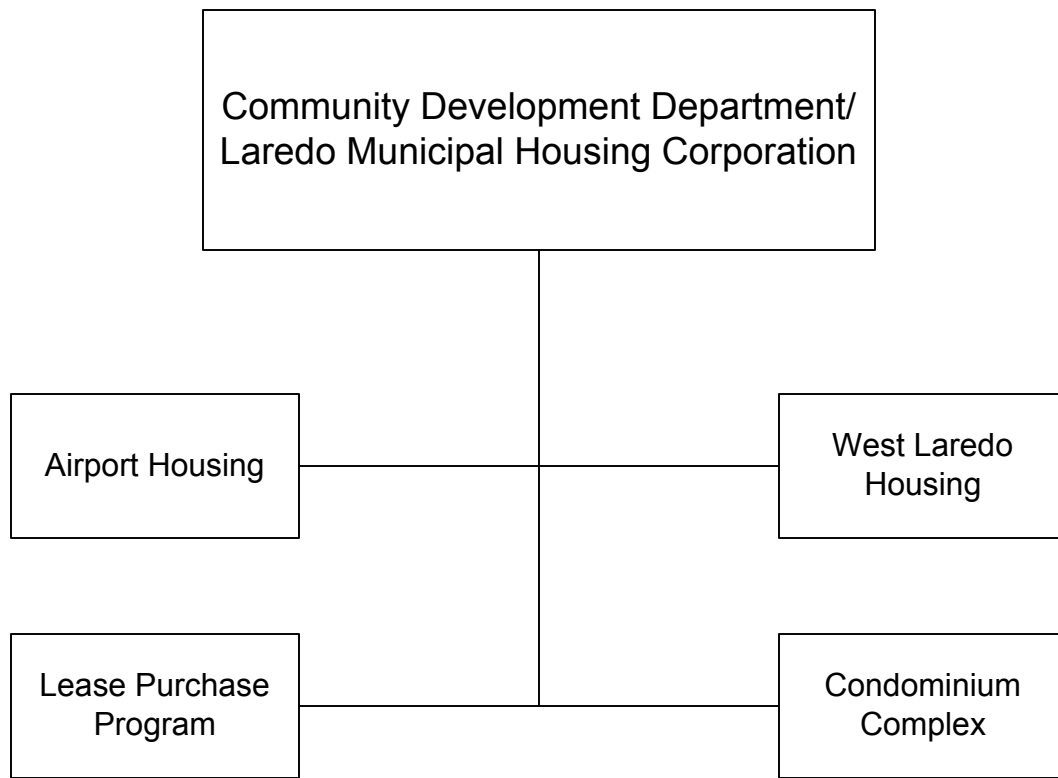 Community Development Department/
Laredo Municipal Housing Corporation
Airport Housing
West Laredo
Housing
Lease Purchase
Program
Condominium
Complex